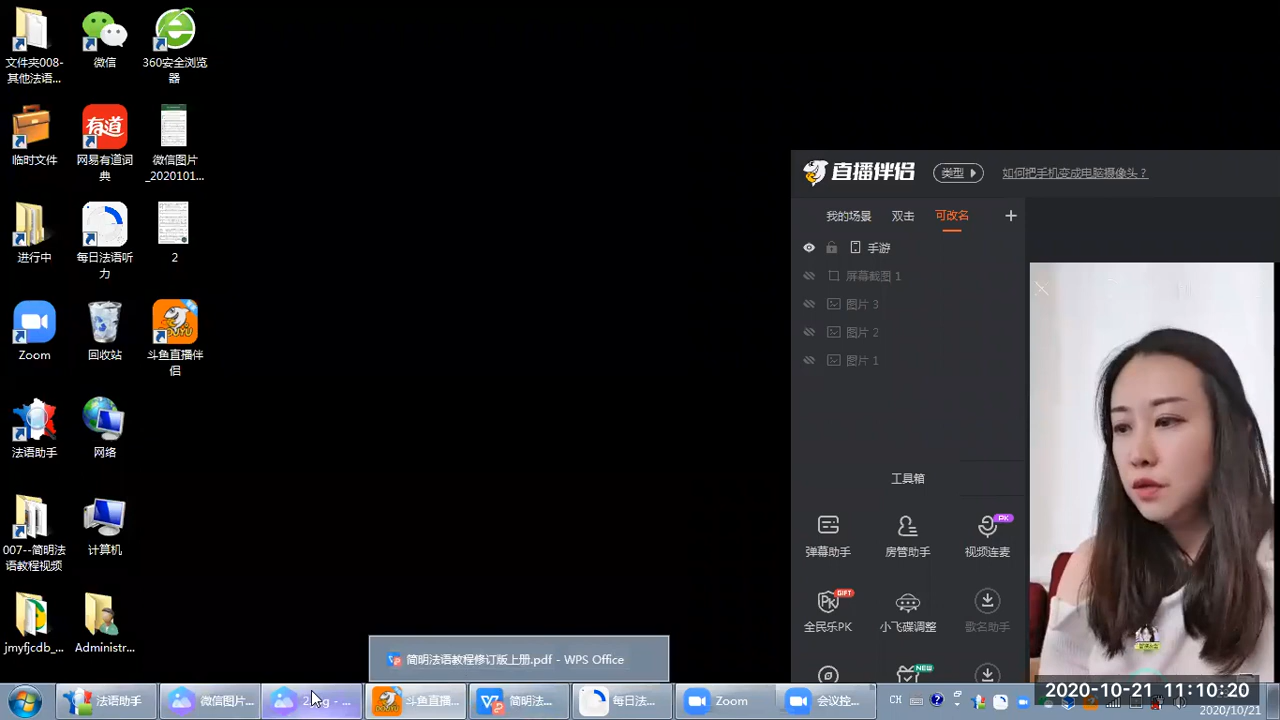 文件夹008-
其他法语...
微信
360安全浏览
器
临时文件
网易有道词
典
微信图片
_2020101...
有道
进行中
每日法语听
力
2
Zoom
回收站
斗鱼直播伴
侣
DOUYU
法语助手
网络
007--简明法
语教程视频
计算机
jmyfjcdb_...
Administr...
直播伴侣
类型
如何把手机变成电脑摄像头？
我的场景
双击
可改名
+
手游
屏幕截图 1
图片 3
图片 2
图片 1
工具箱
弹幕助手
房管助手
PK
视频连麦
GIFT
全民乐PK
小飞碟调整
歌名助手
NEW
简明法语教程修订版上册.pdf - WPS Office
法语助手
微信图片...
斗鱼直播...
简明法...
每日法...
Zoom
会议控...
CH
2020-10-21 11:10:20
2020/10/21